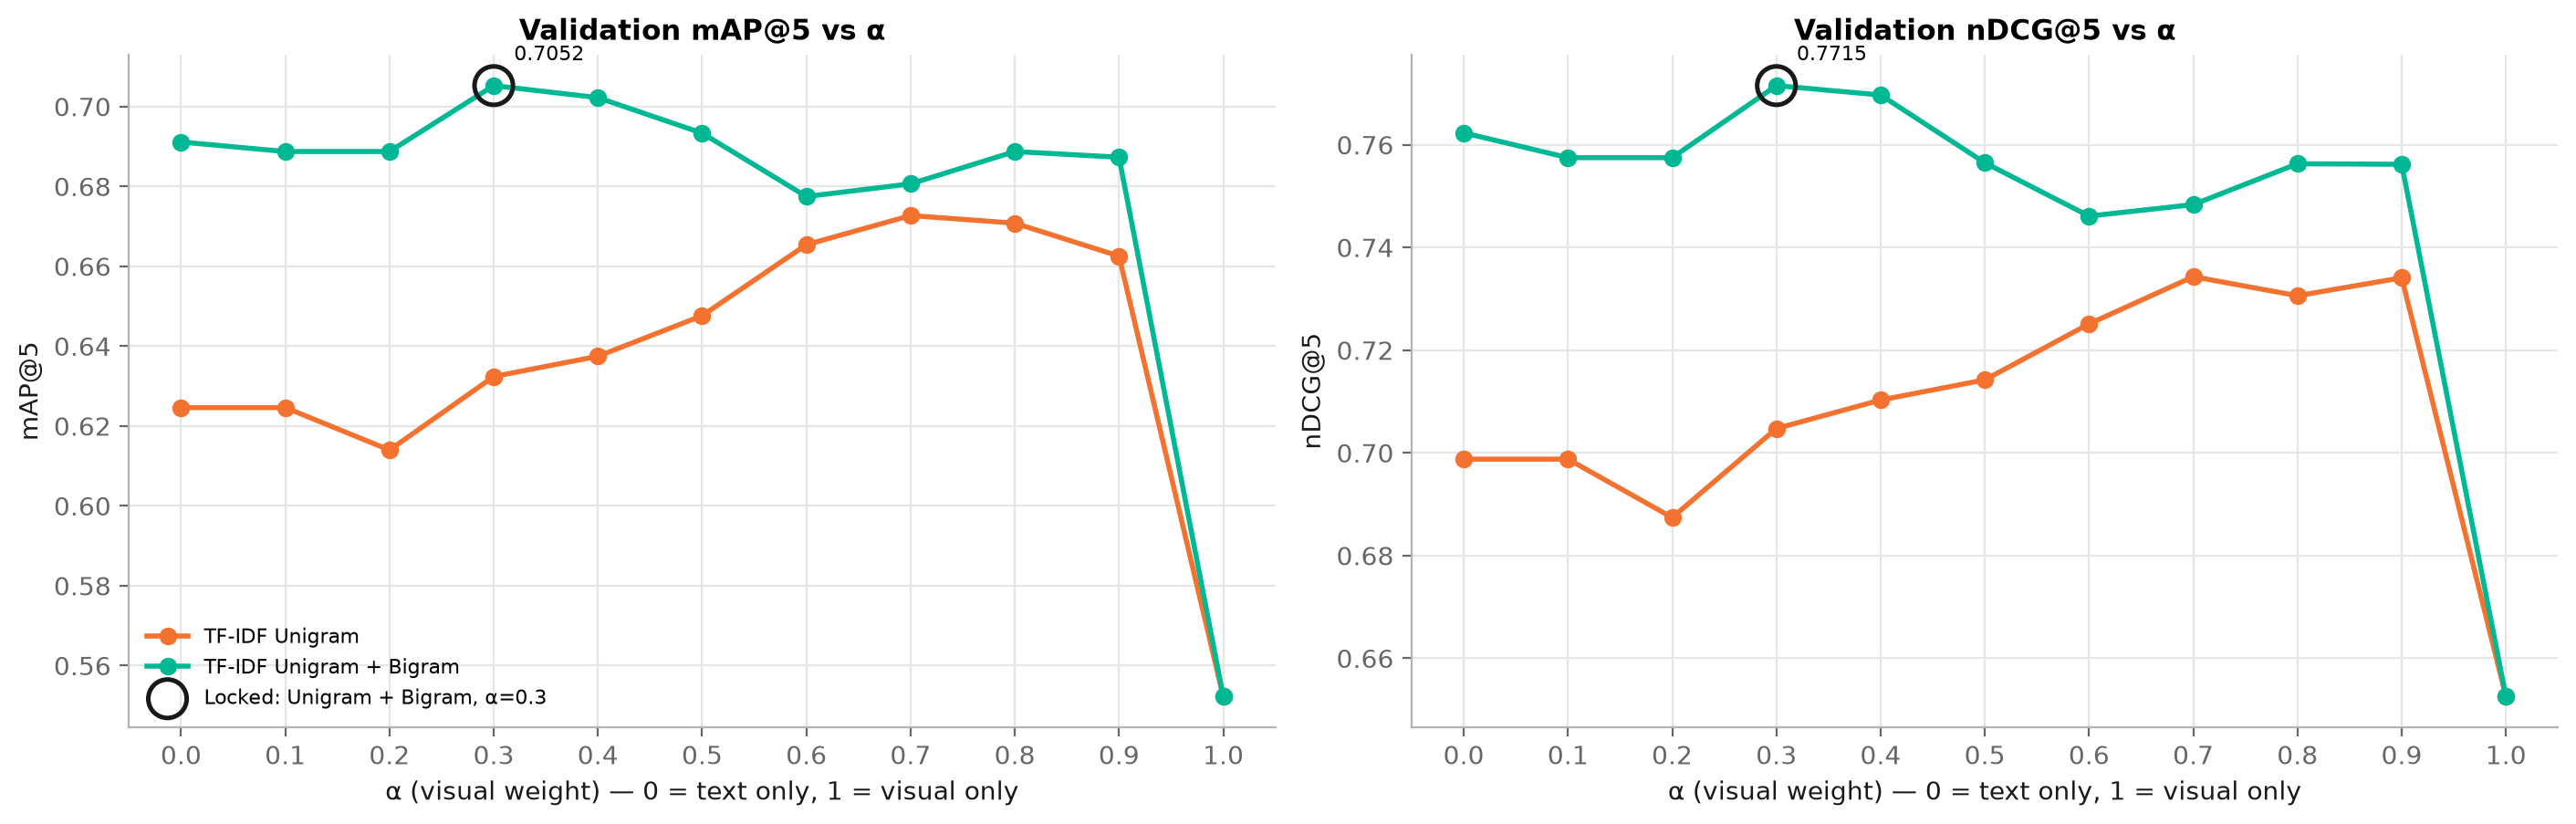 Validation mAP@5 vs α
0.7052
0.70
0.68
0.66
0.64
0.62
0.60
0.58
0.56
mAP@5
TF-IDF Unigram
TF-IDF Unigram + Bigram
Locked: Unigram + Bigram, α=0.3
0.0 0.1 0.2 0.3 0.4 0.5 0.6 0.7 0.8 0.9 1.0
α (visual weight) — 0 = text only, 1 = visual only
Validation nDCG@5 vs α
0.7715
0.76
0.74
0.72
0.70
0.68
0.66
nDCG@5
0.0 0.1 0.2 0.3 0.4 0.5 0.6 0.7 0.8 0.9 1.0
α (visual weight) — 0 = text only, 1 = visual only